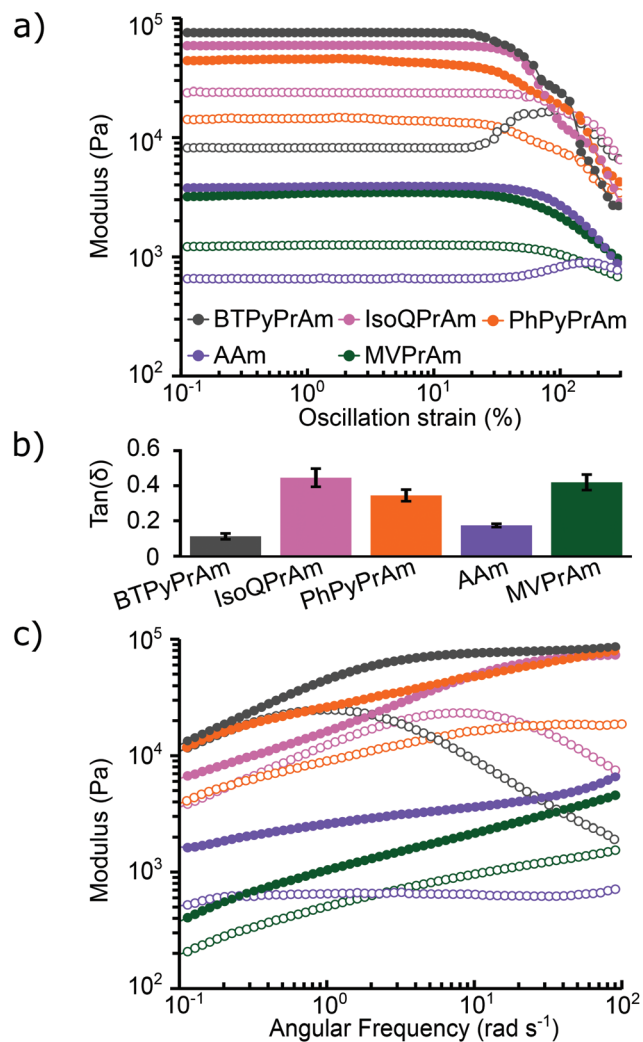 a)
Modulus (Pa)
10⁵
10⁴
10³
10²
BTPyPrAm IsoQPrAm PhPyPrAm
AAm MVPrAm
10⁻¹ 10⁰ 10¹ 10²
Oscillation strain (%)
b)
Tan(δ)
0.6
0.4
0.2
0
BTPyPrAm IsoQPrAm PhPyPrAm AAm MVPrAm
c)
Modulus (Pa)
10⁵
10⁴
10³
10²
10⁻¹ 10⁰ 10¹ 10²
Angular Frequency (rad s⁻¹)